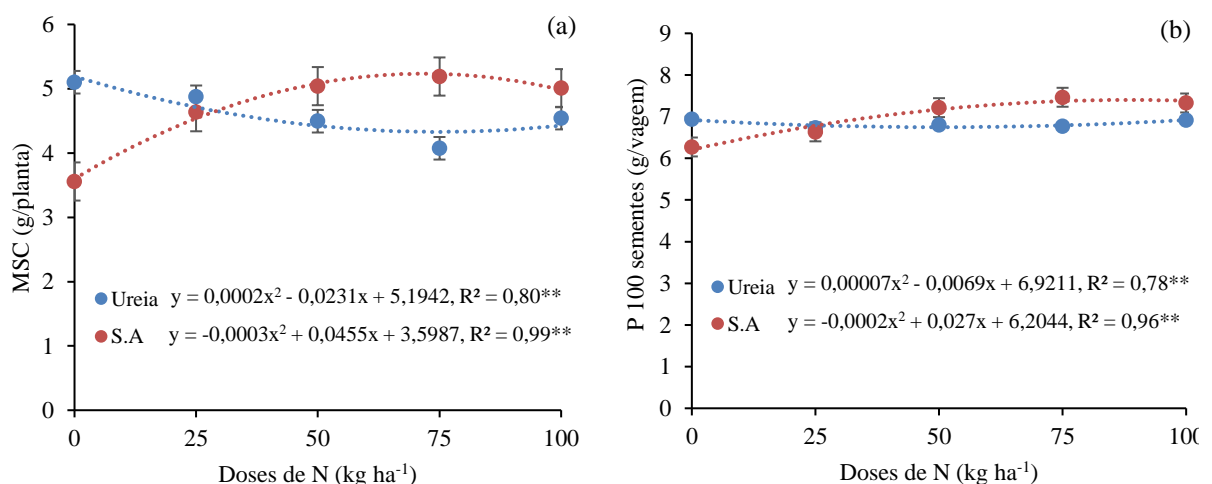 (a)
6
5
4
3
2
1
0
MSC (g/planta)
Ureia y = 0,0002x² - 0,0231x + 5,1942, R² = 0,80**
S.A y = -0,0003x² + 0,0455x + 3,5987, R² = 0,99**
0 25 50 75 100
Doses de N (kg ha⁻¹)
(b)
9
8
7
6
5
4
3
2
1
0
P 100 sementes (g/vagem)
Ureia y = 0,00007x² - 0,0069x + 6,9211, R² = 0,78**
S.A y = -0,0002x² + 0,027x + 6,2044, R² = 0,96**
0 25 50 75 100
Doses de N (kg ha⁻¹)